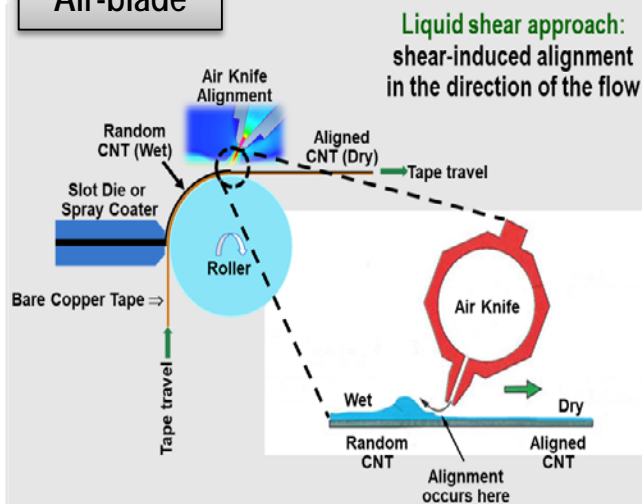 Air-blade
Liquid shear approach:
shear-induced alignment
in the direction of the flow
Air Knife
Alignment
Random
CNT (Wet)
Aligned
CNT (Dry)
Tape travel
Slot Die or
Spray Coater
Roller
Bare Copper Tape ⇒
Tape travel
Air Knife
Wet
Dry
Random
CNT
Aligned
CNT
Alignment
occurs here